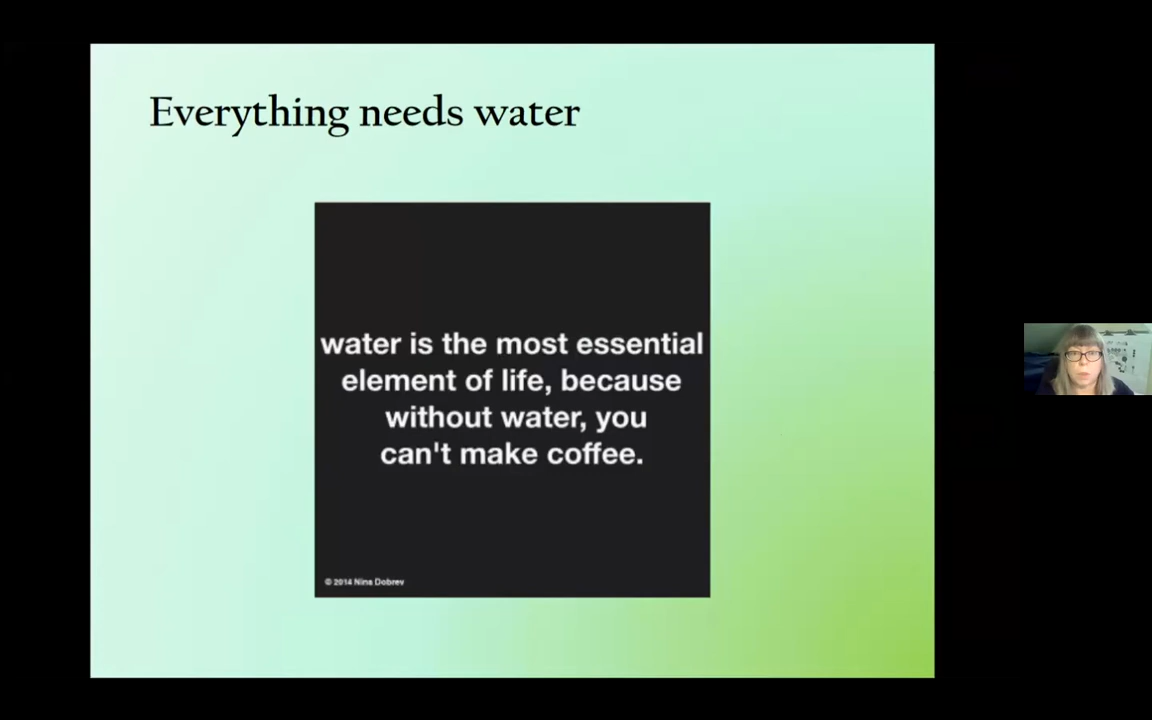 Everything needs water
water is the most essential
element of life, because
without water, you
can't make coffee.
© 2014 Nina Dobrev